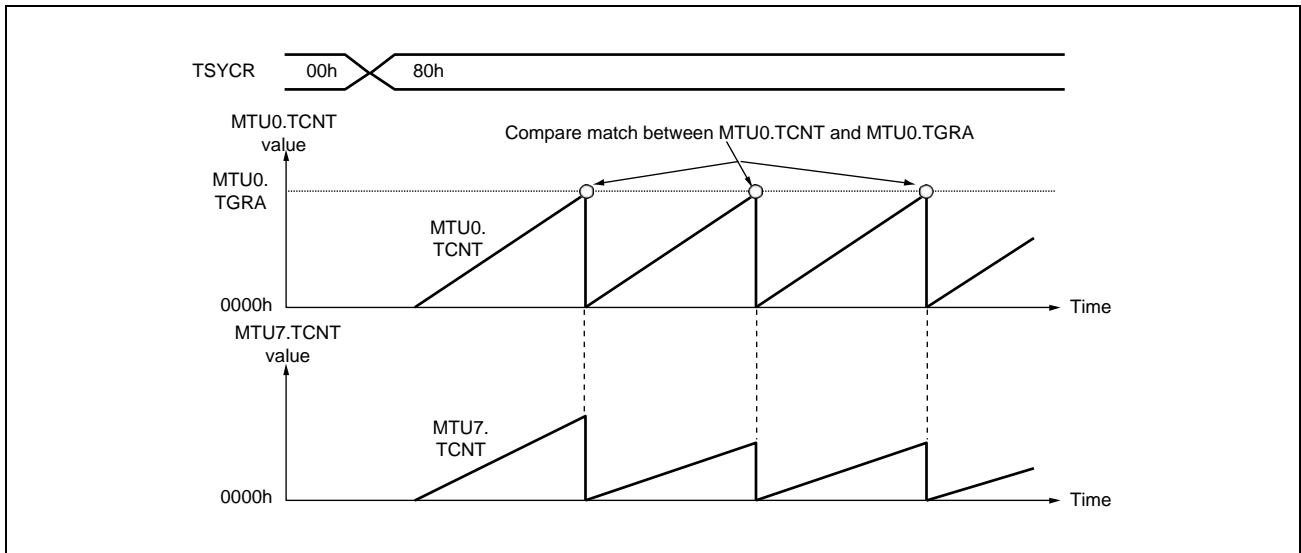 TSYCR 00h 80h
MTU0.TCNT
value
Compare match between MTU0.TCNT and MTU0.TGRA
MTU0.
TGRA
MTU0.
TCNT
0000h
Time
MTU7.TCNT
value
MTU7.
TCNT
0000h
Time